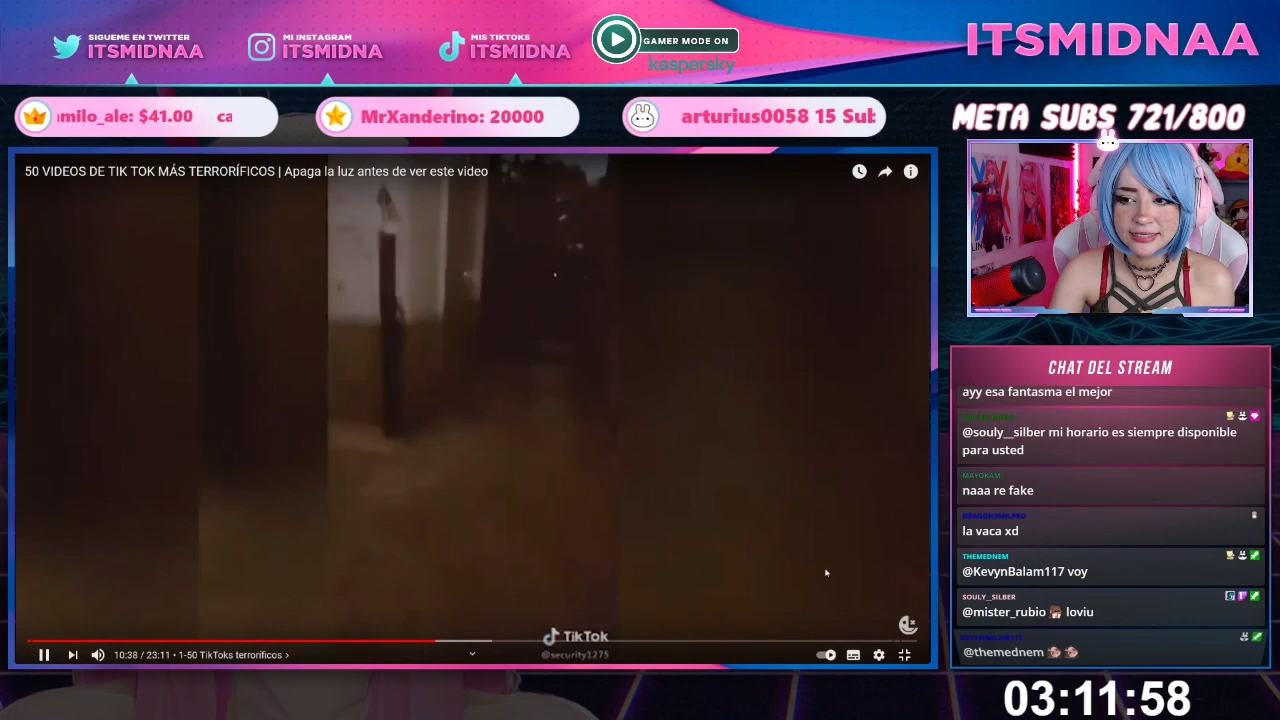 SIGUEME EN TWITTER
ITSMIDNAA
MI INSTAGRAM
ITSMIDNA
MIS TIKTOKS
ITSMIDNA
GAMER MODE ON
kaspersky
ITSMIDNAA
milo_ale: $41.00 ca
MrXanderino: 20000
arturius0058 15 Sub
META SUBS 721/800
50 VIDEOS DE TIK TOK MÁS TERRORÍFICOS | Apaga la luz antes de ver este video
CHAT DEL STREAM
ayy esa fantasma el mejor
@souly__silber mi horario es siempre disponible
para usted
MAYOKAM
naaa re fake
la vaca xd
THEMEDNEM
@KevynBalam117 voy
SOULY_SILBER
@mister_rubio loviu
KEVYNBALAM117
@themednem
TikTok
@security1275
10:38 / 23:11 • 1-50 TikToks terroríficos ›
03:11:58